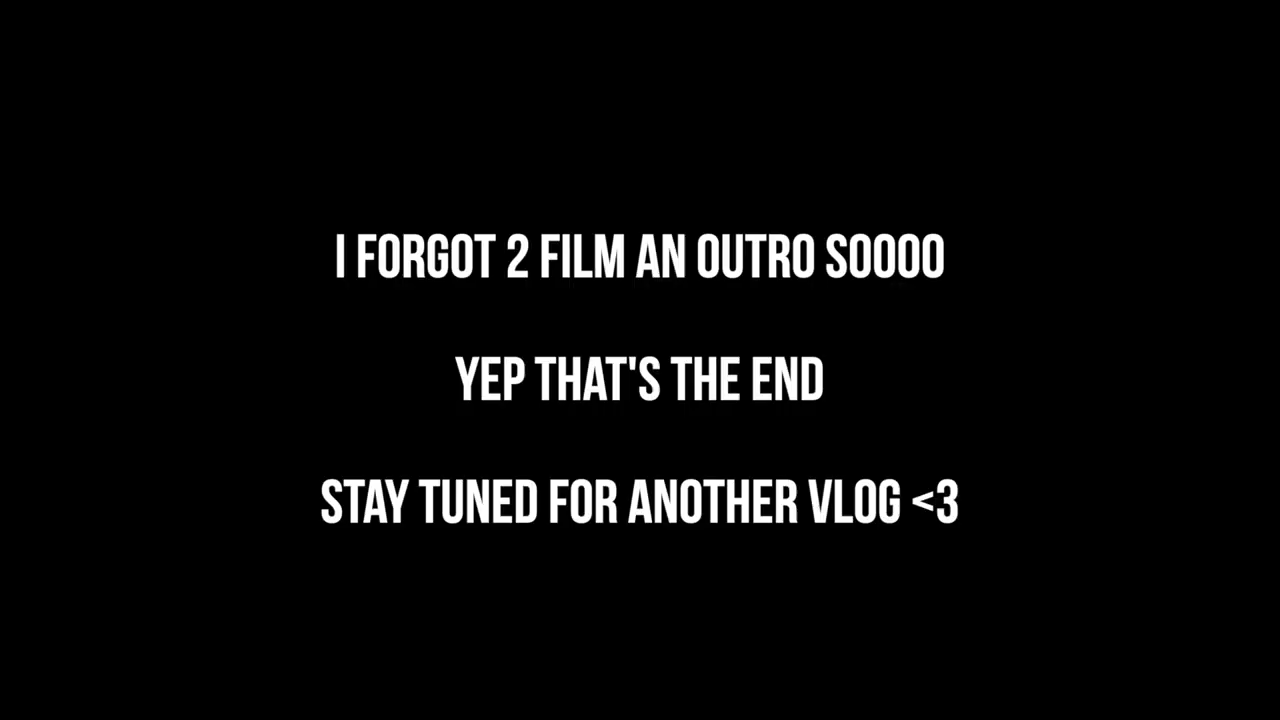 I FORGOT 2 FILM AN OUTRO SOOOO
YEP THAT'S THE END
STAY TUNED FOR ANOTHER VLOG <3